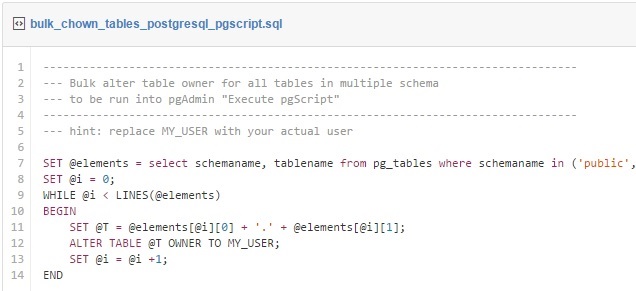 bulk_chown_tables_postgresql_pgscript.sql
1 ------------------------------------------------------------------------------
2 --- Bulk alter table owner for all tables in multiple schema
3 --- to be run into pgAdmin "Execute pgScript"
4 ------------------------------------------------------------------------------
5 --- hint: replace MY_USER with your actual user
6
7 SET @elements = select schemaname, tablename from pg_tables where schemaname in ('public',
8 SET @i = 0;
9 WHILE @i < LINES(@elements)
10 BEGIN
11     SET @T = @elements[@i][0] + '.' + @elements[@i][1];
12     ALTER TABLE @T OWNER TO MY_USER;
13     SET @i = @i +1;
14 END